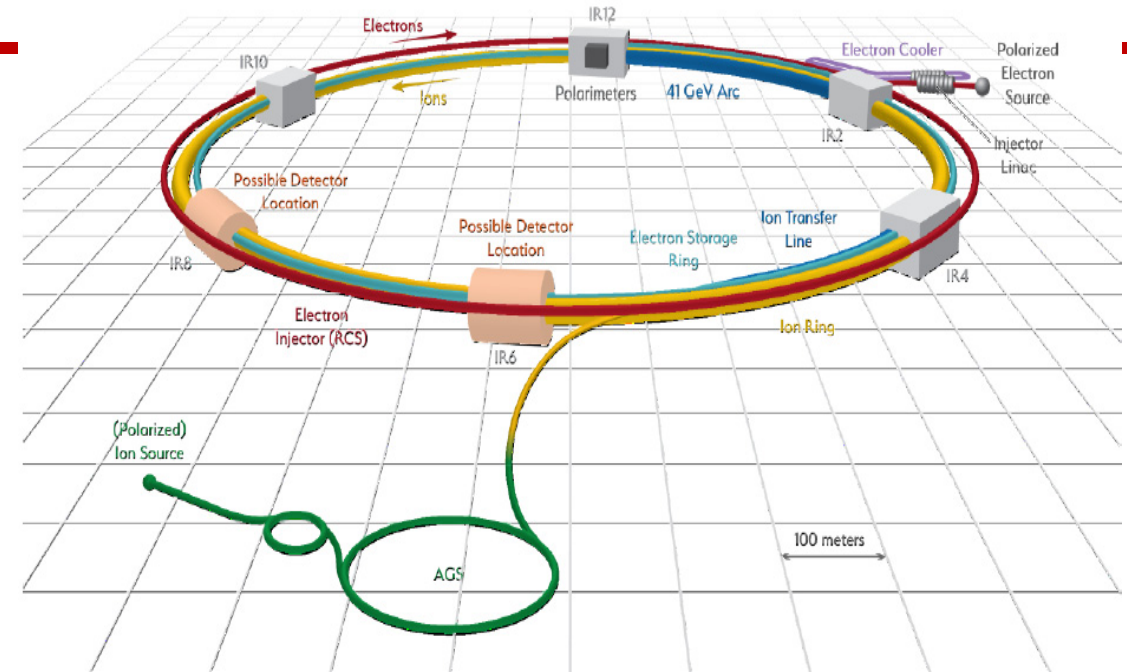 IR12
Electrons
IR10
Ions
Polarimeters
41 GeV Arc
Electron Cooler
Polarized
Electron
Source
IR2
Injector
Linac
Possible Detector
Location
Possible Detector
Location
Electron Storage
Ring
Ion Transfer
Line
IR8
IR4
Electron
Injector (RCS)
Ion Ring
IR6
(Polarized)
Ion Source
100 meters
AGS